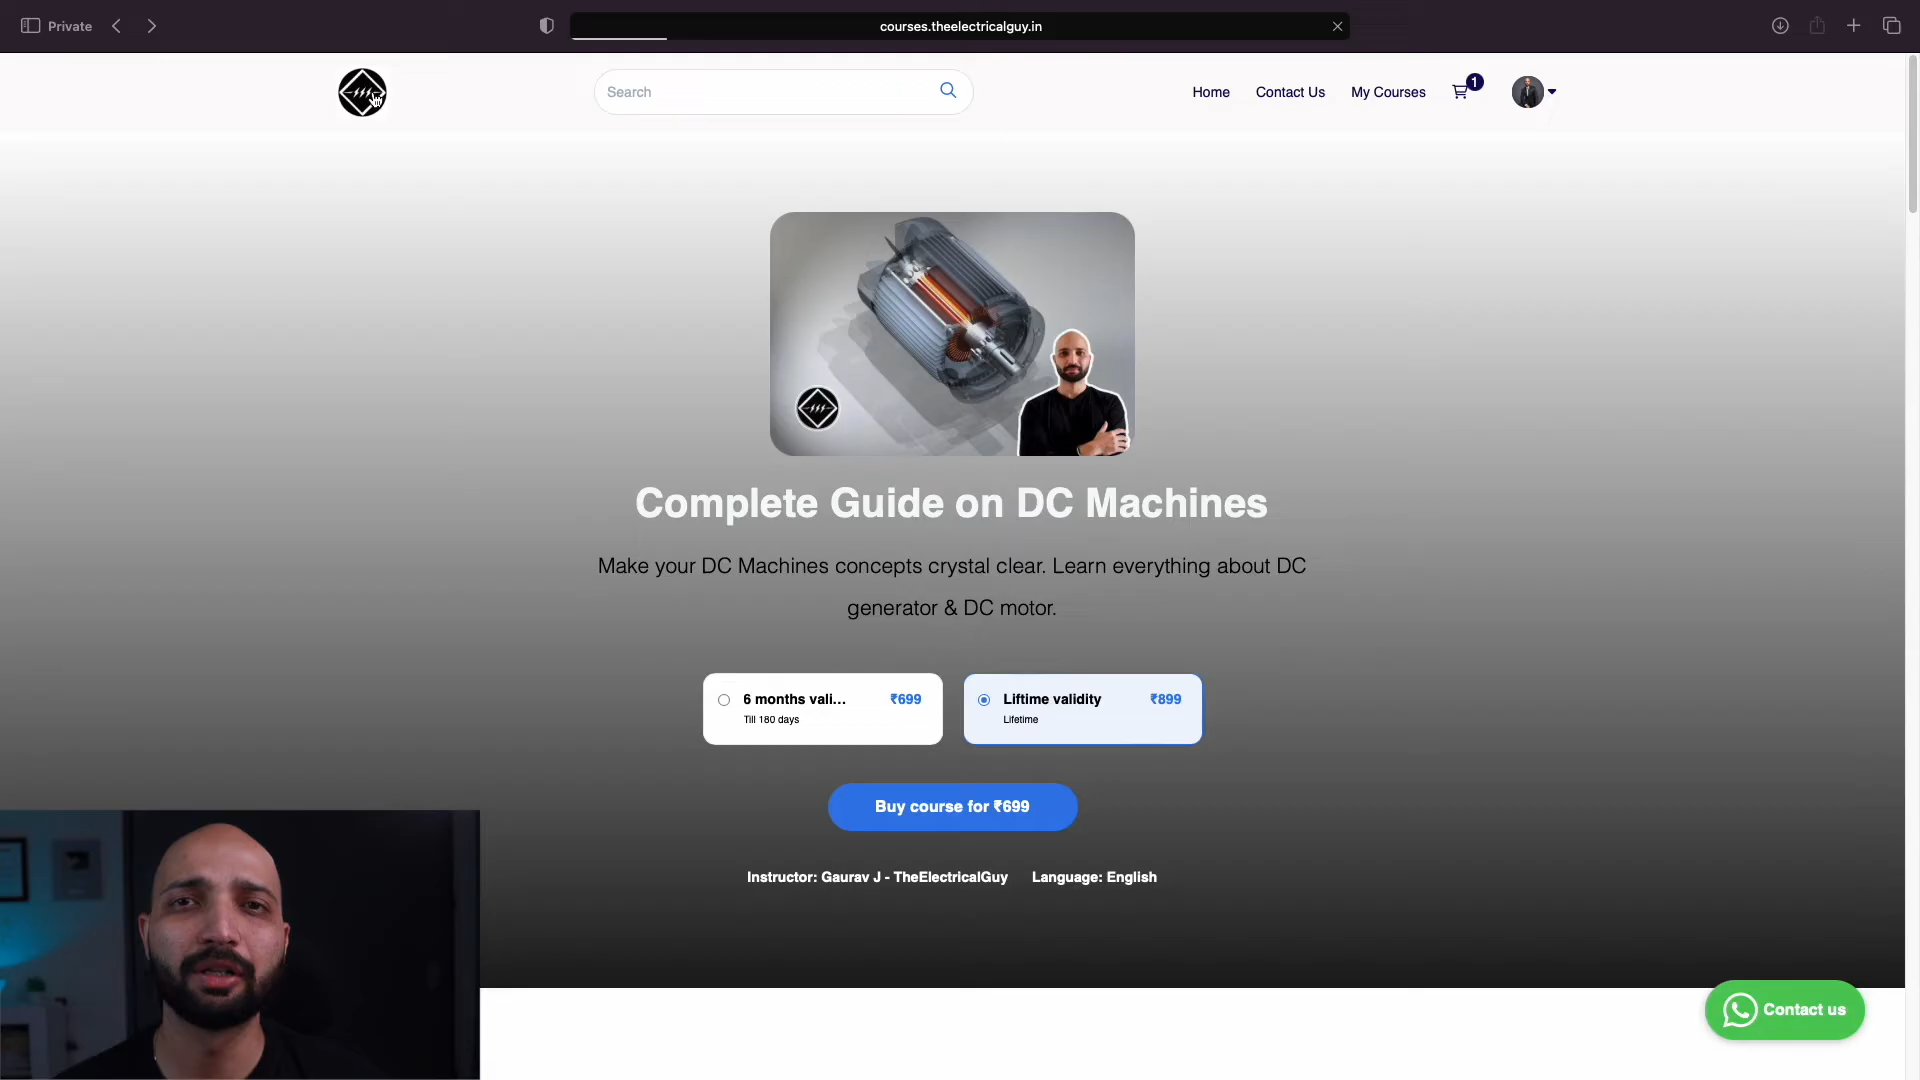 Private
courses.theelectricalguy.in
Search
Home
Contact Us
My Courses
1
Complete Guide on DC Machines
Make your DC Machines concepts crystal clear. Learn everything about DC
generator & DC motor.
6 months vali...
₹699
Till 180 days
Liftime validity
₹899
Lifetime
Buy course for ₹699
Instructor: Gaurav J - TheElectricalGuy
Language: English
Contact us